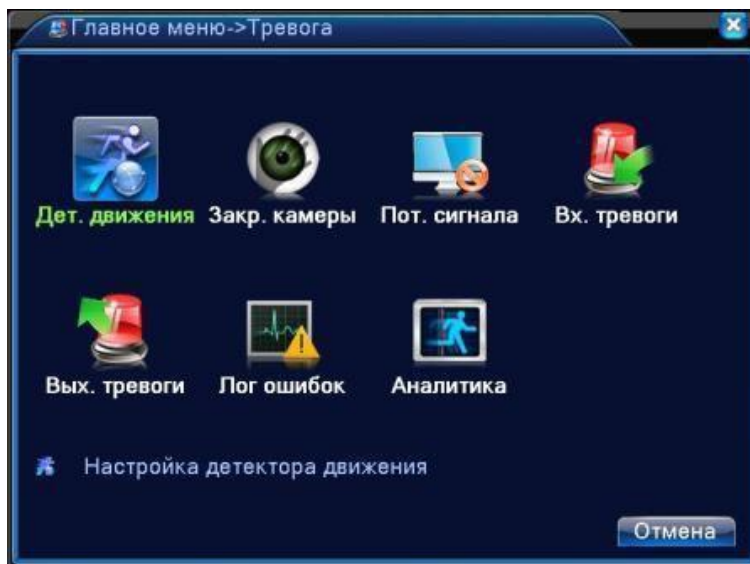 Главное меню->Тревога
Дет. движения Закр. камеры Пот. сигнала Вх. тревоги
Вых. тревоги Лог ошибок Аналитика
Настройка детектора движения
Отмена